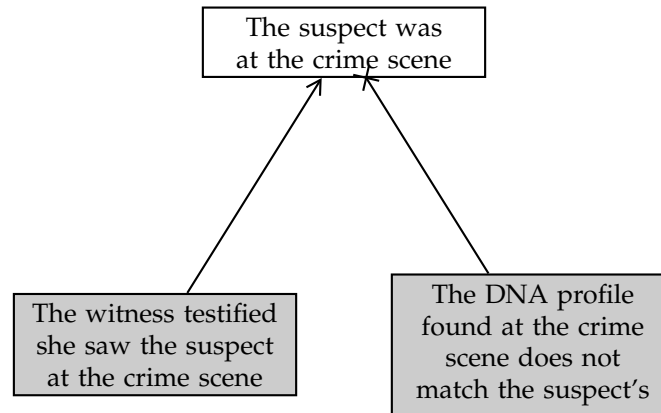 The suspect was
at the crime scene
The witness testified
she saw the suspect
at the crime scene
The DNA profile
found at the crime
scene does not
match the suspect's